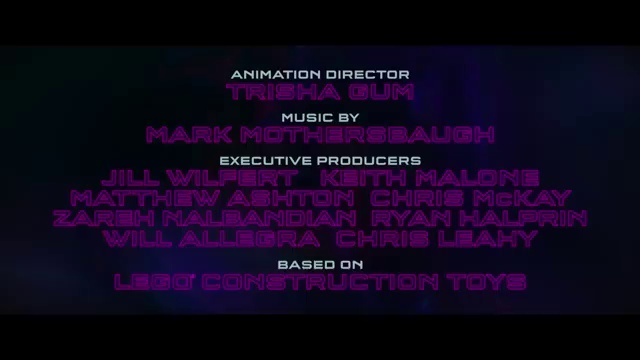 ANIMATION DIRECTOR
TRISHA GUM
MUSIC BY
MARK MOTHERSBAUGH
EXECUTIVE PRODUCERS
JILL WILFERT KEITH MALONE
MATTHEW ASHTON CHRIS McKAY
ZAREH NALBANDIAN RYAN HALPRIN
WILL ALLEGRA CHRIS LEAHY
BASED ON
LEGO® CONSTRUCTION TOYS